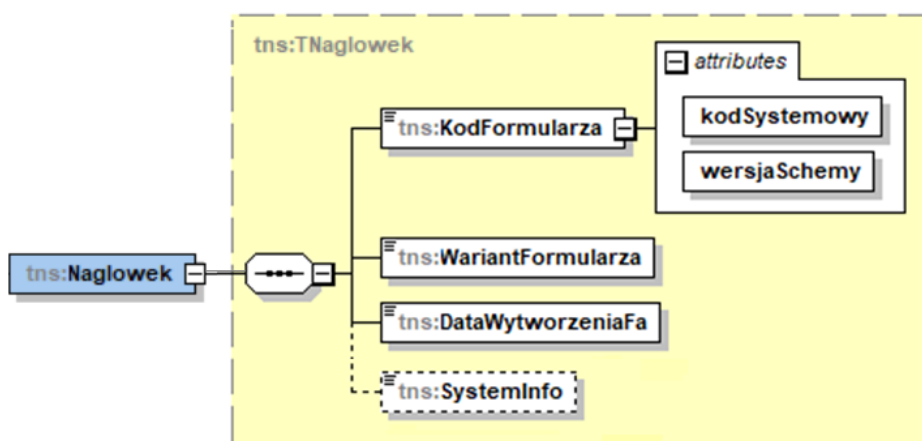 tns:TNaglowek
attributes
tns:KodFormularza
kodSystemowy
wersjaSchemy
tns:WariantFormularza
tns:Naglowek
tns:DataWytworzeniaFa
tns:SystemInfo